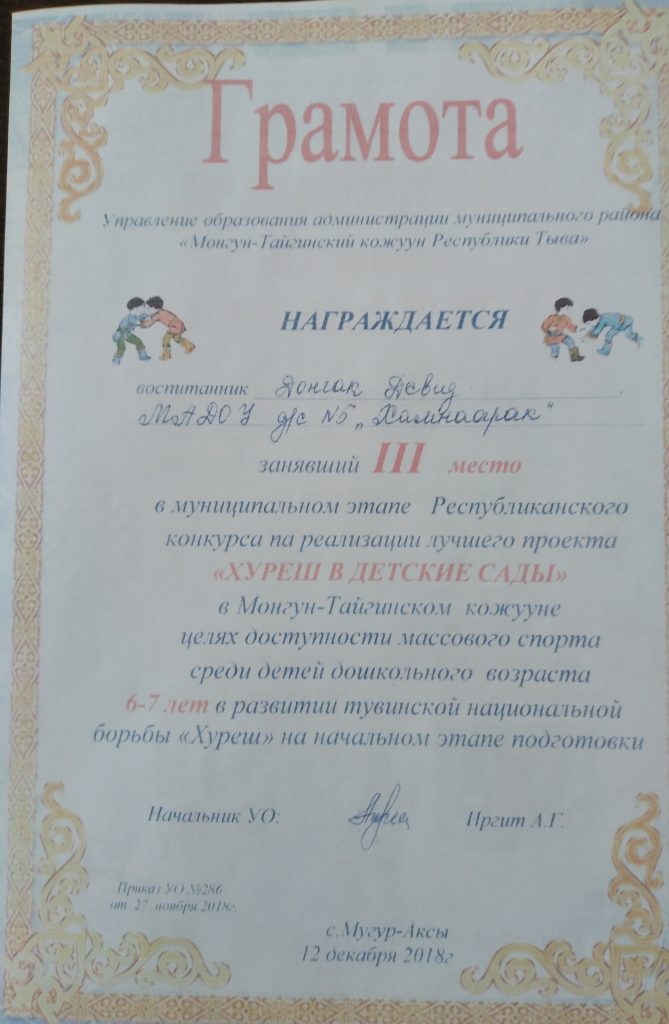 Грамота
Управление образования администрации муниципального района
«Монгун-Тайгинский кожуун Республики Тыва»
НАГРАЖДАЕТСЯ
воспитанник Донгак Дэвид
МАДОУ д/с №5 „Хамнаарак"
занявший III место
в муниципальном этапе Республиканского
конкурса па реализации лучшего проекта
«ХУРЕШ В ДЕТСКИЕ САДЫ»
в Монгун-Тайгинском кожууне
целях доступности массового спорта
среди детей дошкольного возраста
6-7 лет в развитии тувинской национальной
борьбы «Хуреш» на начальном этапе подготовки
Начальник УО: Иргит А.Г.
Приказ УО №286
от 27 ноября 2018г.
с.Мугур-Аксы
12 декабря 2018г